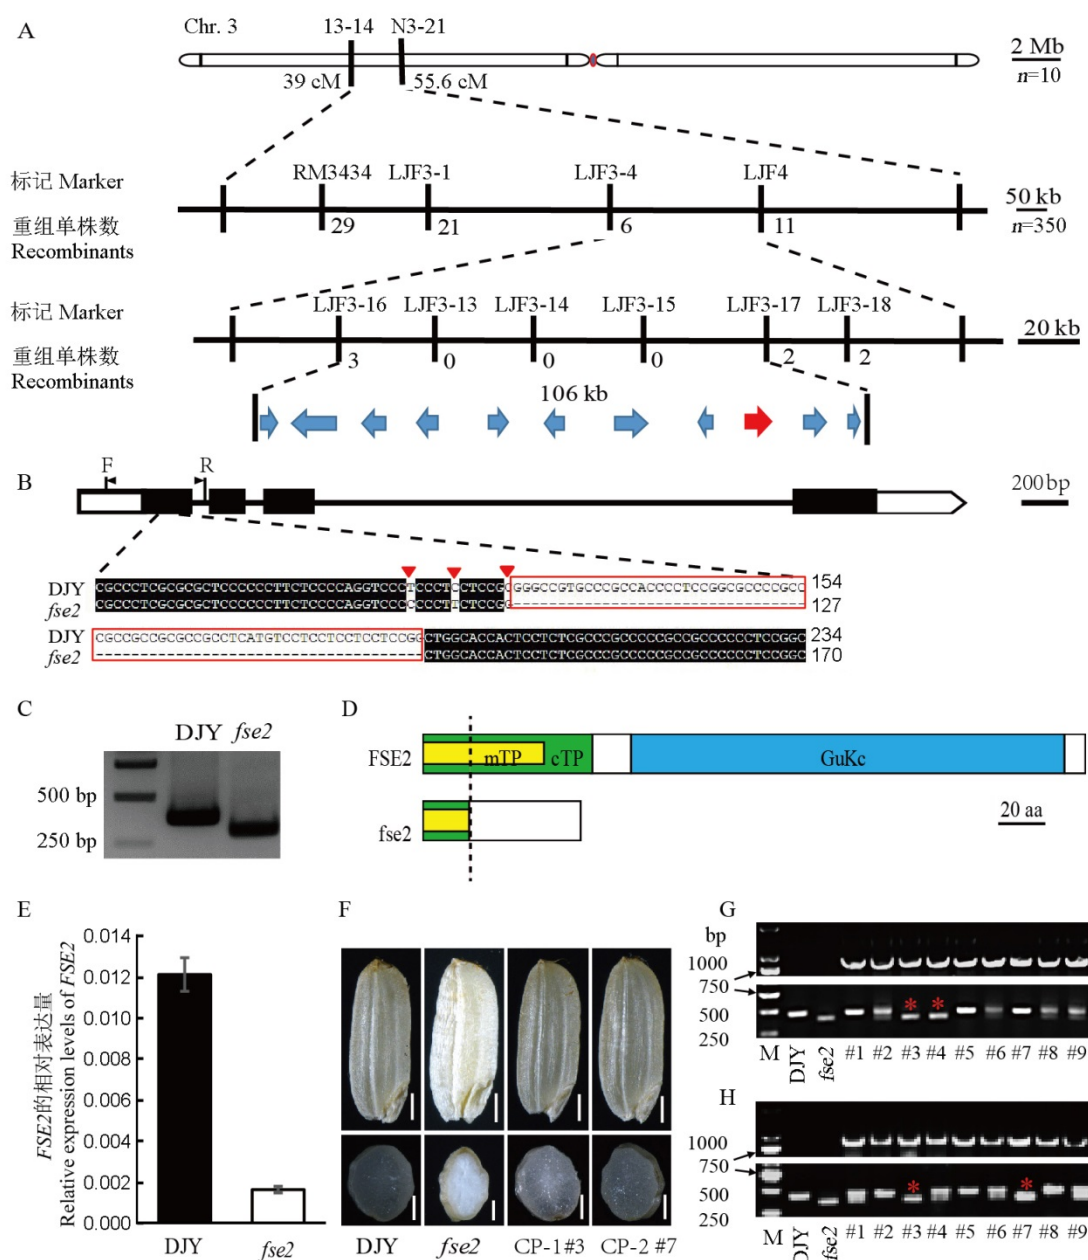 A
Chr. 3 13-14 N3-21
2 Mb
39 cM 55.6 cM n=10
标记 Marker RM3434 LJF3-1 LJF3-4 LJF4 50 kb
重组单株数 29 21 6 11 n=350
Recombinants
标记 Marker LJF3-16 LJF3-13 LJF3-14 LJF3-15 LJF3-17 LJF3-18 20 kb
重组单株数 3 0 0 0 2 2
Recombinants
106 kb
B F R 200 bp
DJY CGCCCTCGCGCGCTCCCCCCTTCTCCCCAGGTCCCTCCCTCCTCCGCGGGCCGTGCCCGCCACCCCTCCGGCGCCCCGCC 154
fse2 CGCCCTCGCGCGCTCCCCCCTTCTCCCCAGGTCCCCCCCTTCTCCGG--------------------------------- 127
DJY CGCCGCCGCGCCGCCTCATGTCCTCCTCCTCCTCCGGCTGGCACCACTCCTCTCGCCCGCCCCCGCCGCCCCCCTCCGGC 234
fse2 -------------------------------------CTGGCACCACTCCTCTCGCCCGCCCCCGCCGCCCCCCTCCGGC 170
C
DJY fse2
500 bp
250 bp
D
FSE2 mTP cTP GuKc
fse2
20 aa
E
FSE2的相对表达量
Relative expression levels of FSE2
0.014
0.012
0.010
0.008
0.006
0.004
0.002
0.000
DJY fse2
F
DJY fse2 CP-1#3 CP-2 #7
G
bp
1000
750
* *
500
250
M DJY fse2 #1 #2 #3 #4 #5 #6 #7 #8 #9
H
1000
750
* *
500
250
M DJY fse2 #1 #2 #3 #4 #5 #6 #7 #8 #9